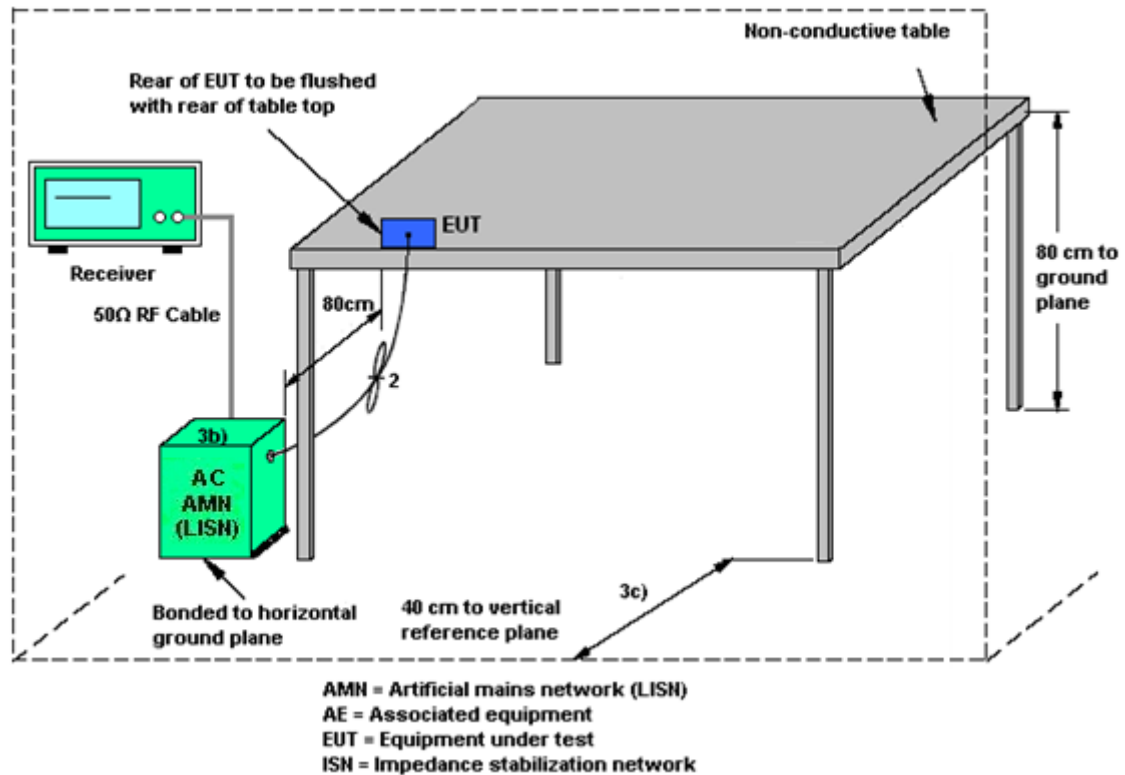 Non-conductive table
Rear of EUT to be flushed
with rear of table top
EUT
Receiver
50Ω RF Cable
80cm
80 cm to
ground
plane
2
3b)
AC
AMN
(LISN)
Bonded to horizontal
ground plane
40 cm to vertical
reference plane
3c)
AMN = Artificial mains network (LISN)
AE = Associated equipment
EUT = Equipment under test
ISN = Impedance stabilization network